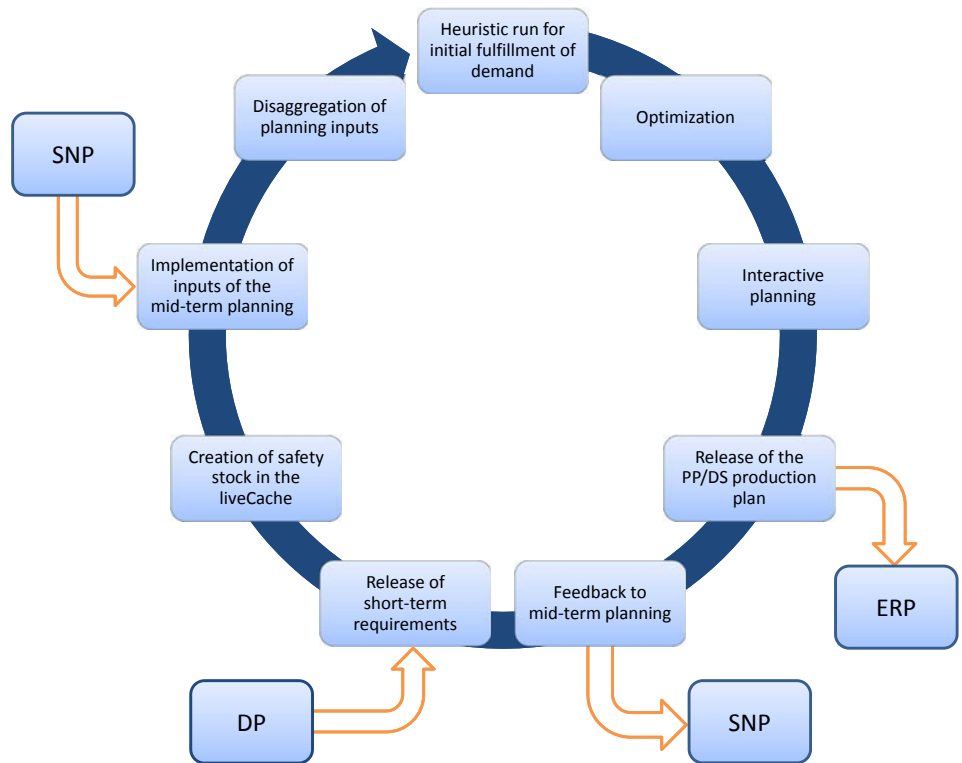 Heuristic run for
initial fulfillment of
demand
Optimization
Interactive
planning
Release of the
PP/DS production
plan
ERP
Feedback to
mid-term planning
SNP
Release of
short-term
requirements
DP
Creation of safety
stock in the
liveCache
Implementation of
inputs of the
mid-term planning
SNP
Disaggregation of
planning inputs